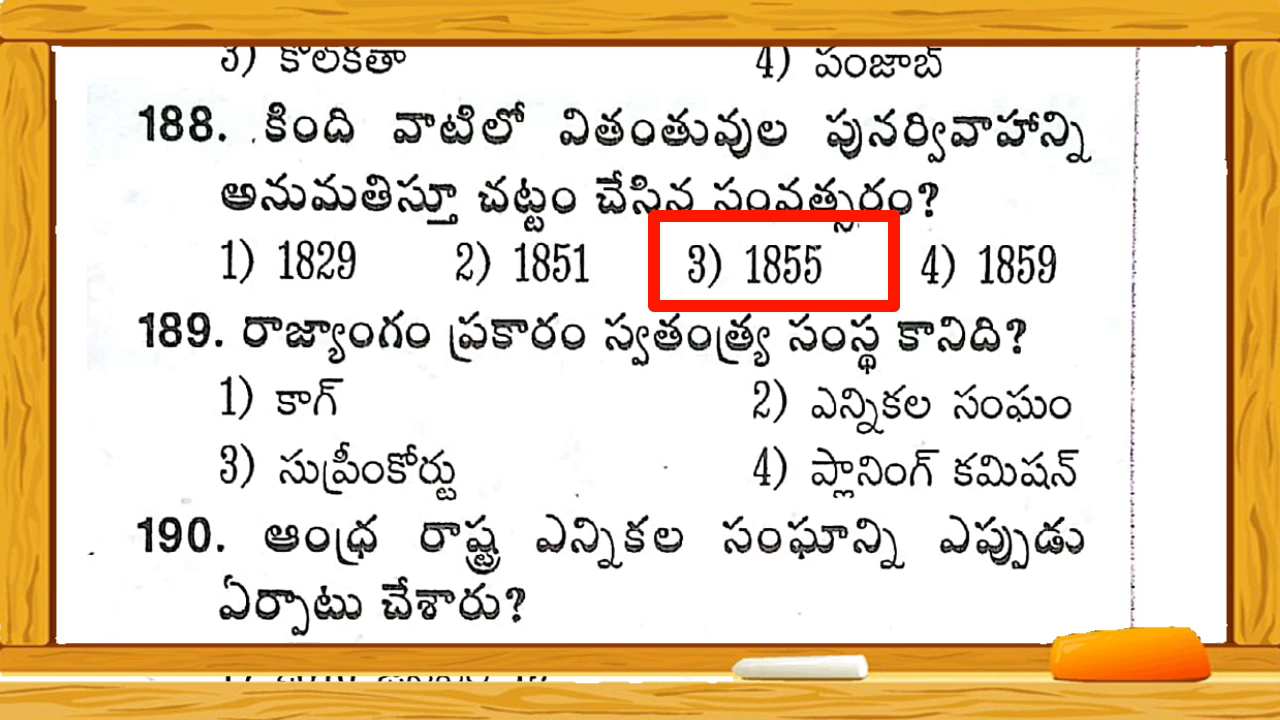 3) కోలకతా 4) పంజాబ్
188. కింది వాటిలో వితంతువుల పునర్వివాహాన్ని
అనుమతిస్తూ చట్టం చేసిన సంవత్సరం?
1) 1829 2) 1851 3) 1855 4) 1859
189. రాజ్యాంగం ప్రకారం స్వతంత్ర్య సంస్థ కానిది?
1) కాగ్ 2) ఎన్నికల సంఘం
3) సుప్రీంకోర్టు 4) ప్లానింగ్ కమిషన్
190. ఆంధ్ర రాష్ట్ర ఎన్నికల సంఘాన్ని ఎప్పుడు
ఏర్పాటు చేశారు?